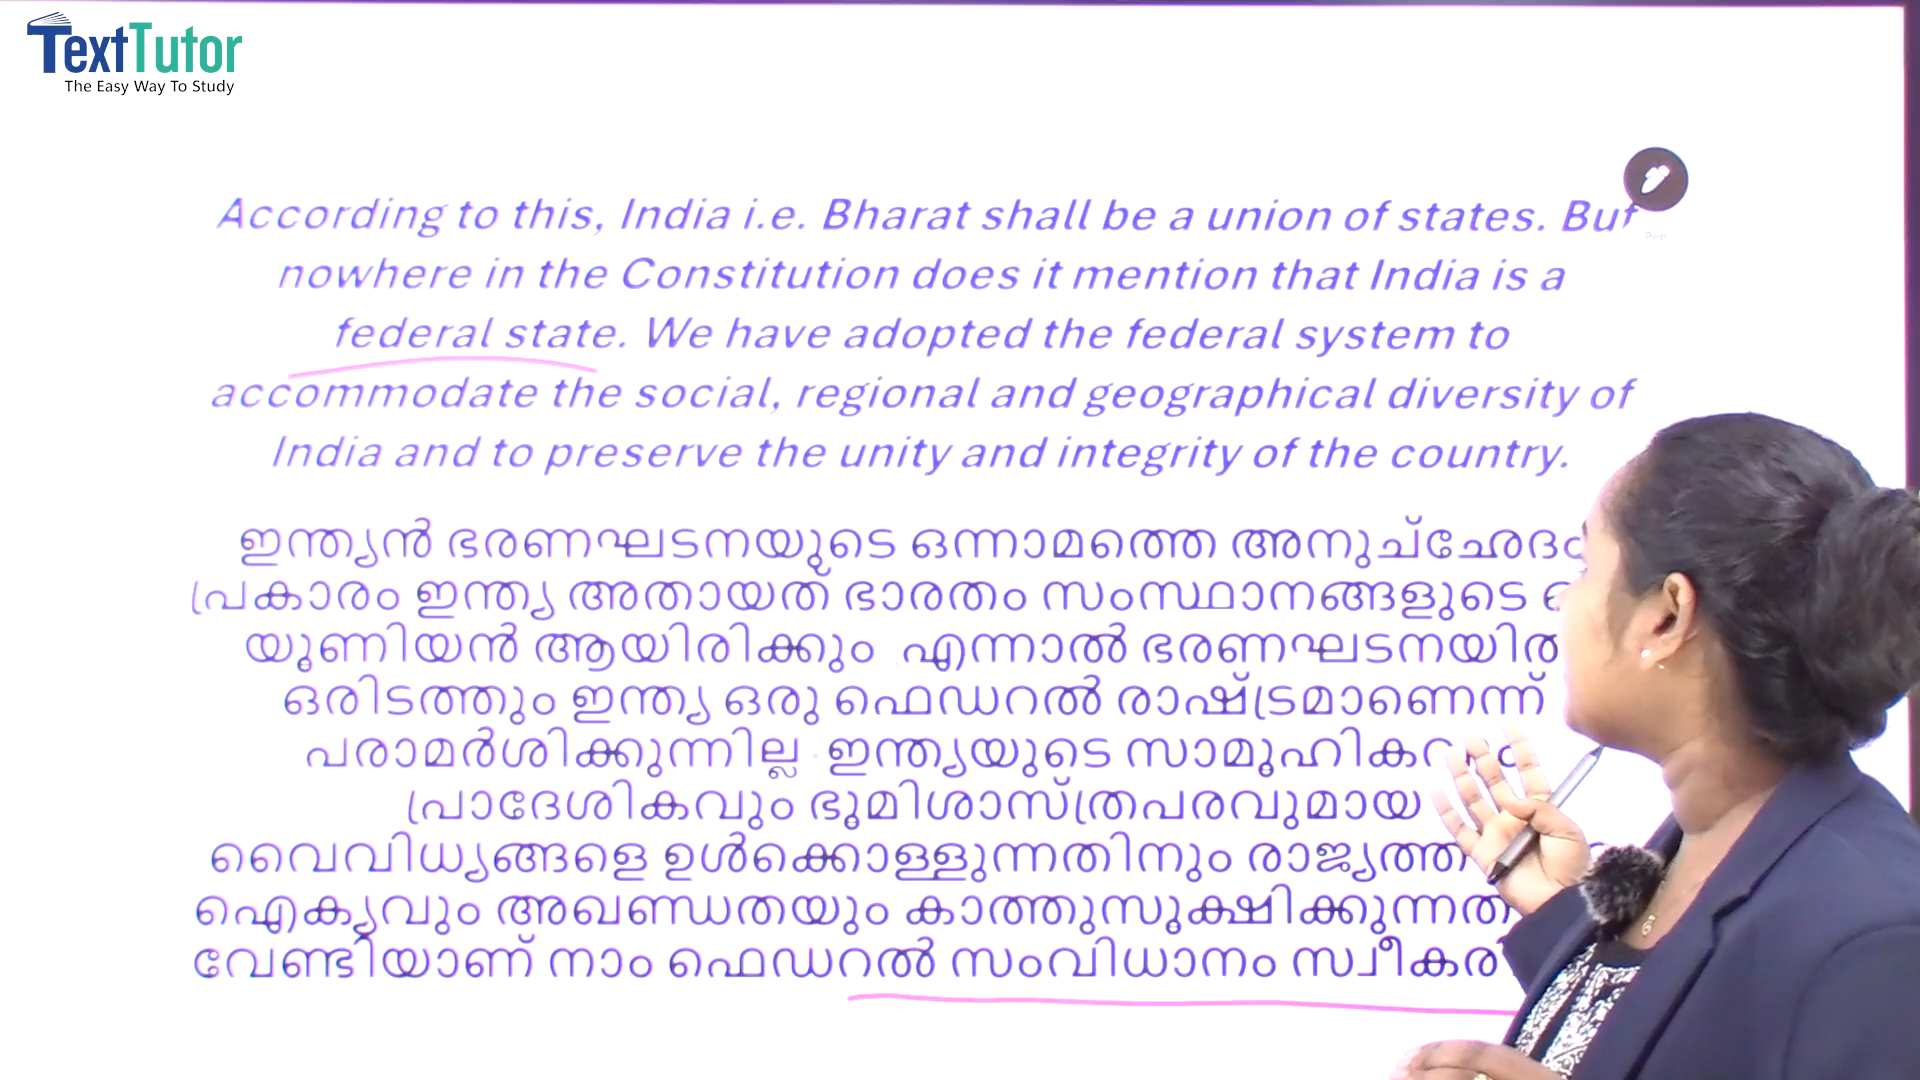 TextTutor
The Easy Way To Study
According to this, India i.e. Bharat shall be a union of states. But
nowhere in the Constitution does it mention that India is a
federal state. We have adopted the federal system to
accommodate the social, regional and geographical diversity of
India and to preserve the unity and integrity of the country.
ഇന്ത്യൻ ഭരണഘടനയുടെ ഒന്നാമത്തെ അനുച്ഛേദം
പ്രകാരം ഇന്ത്യ അതായത് ഭാരതം സംസ്ഥാനങ്ങളുടെ
യൂണിയൻ ആയിരിക്കും എന്നാൽ
ഒരിടത്തും ഇന്ത്യ ഒരു ഫെഡറൽ രാഷ്ട്രമാണെന്ന്
പരാമർശിക്കുന്നില്ല ഇന്ത്യയുടെ
പ്രാദേശികവും ഭൂമിശാസ്ത്രപരവുമായ
വൈവിധ്യങ്ങളെ ഉൾക്കൊള്ളുന്നതിനും
ഐക്യവും അഖണ്ഡതയും
വേണ്ടിയാണ് നാം ഫെഡറൽ സംവിധാനം